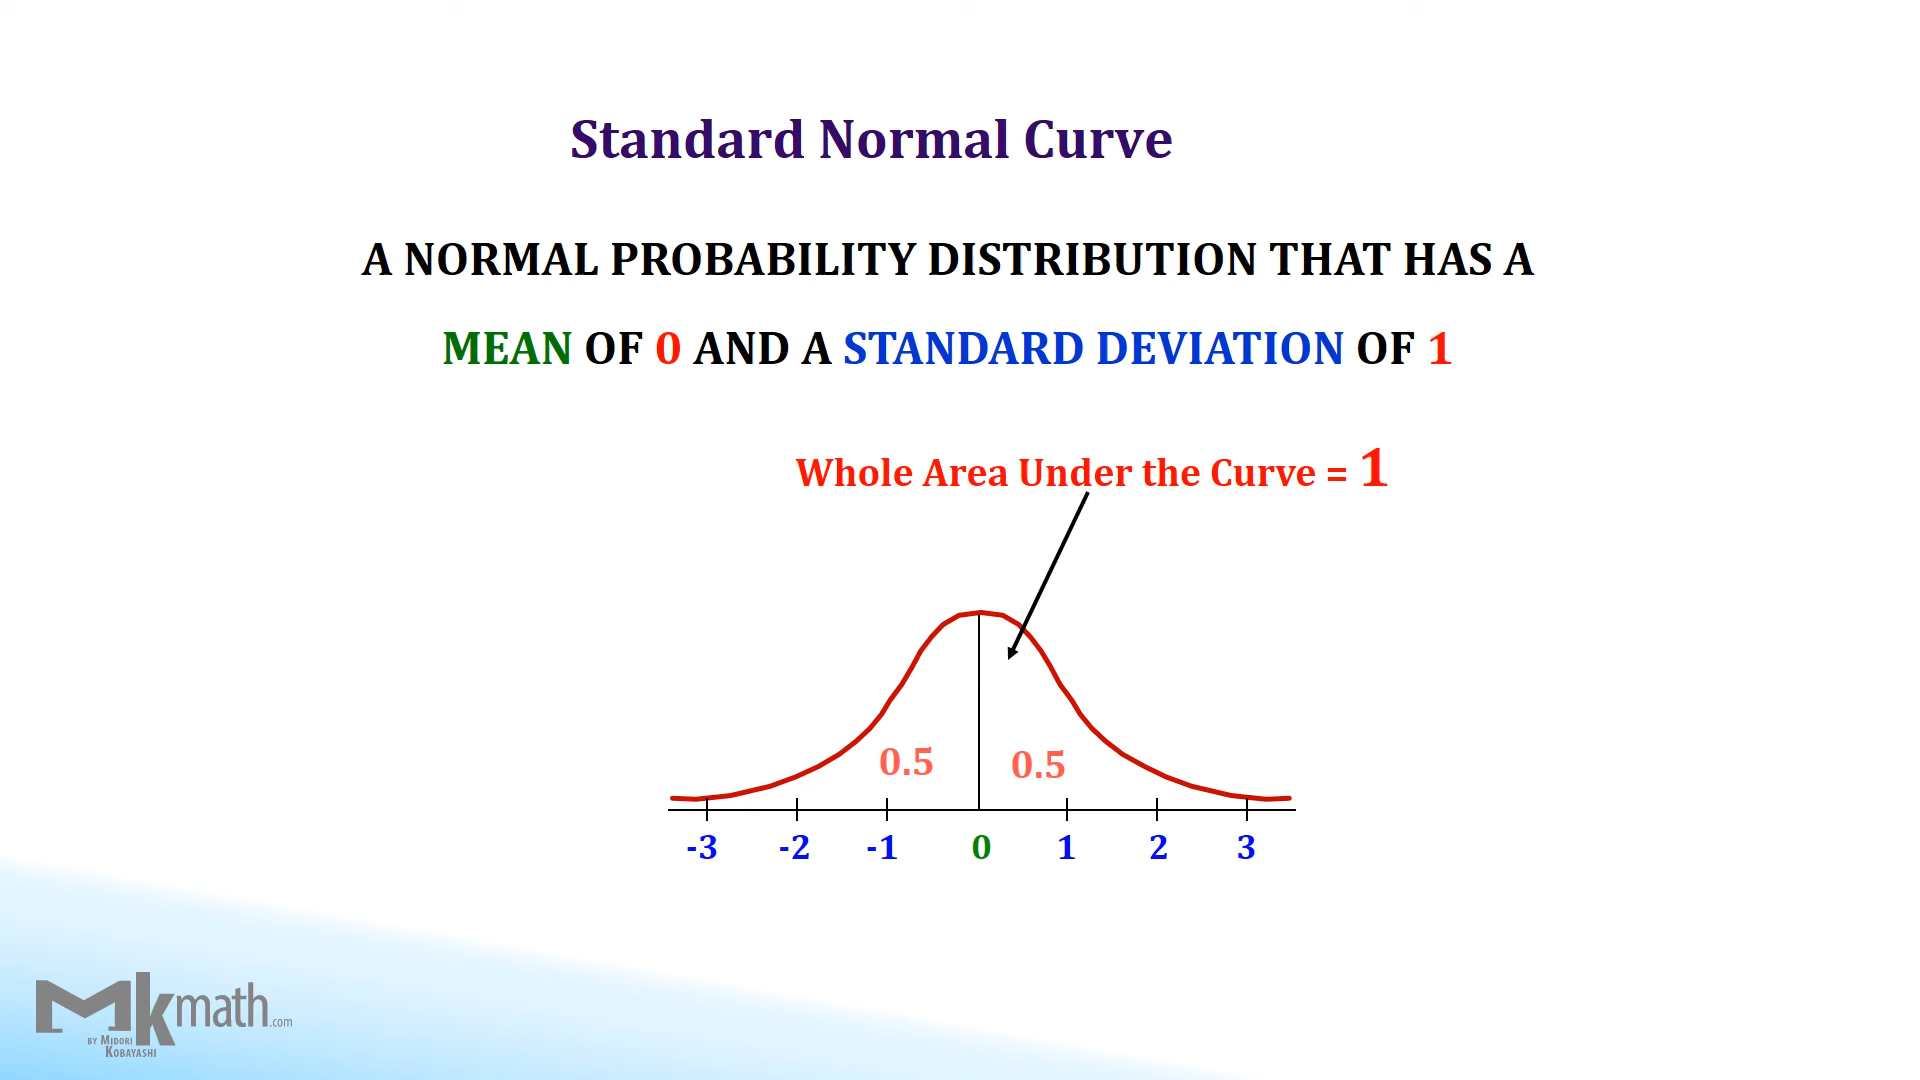 Standard Normal Curve
A NORMAL PROBABILITY DISTRIBUTION THAT HAS A
MEAN OF 0 AND A STANDARD DEVIATION OF 1
Whole Area Under the Curve = 1
0.5 0.5
-3 -2 -1 0 1 2 3
Mkmath.com
BY MIDORI
KOBAYASHI